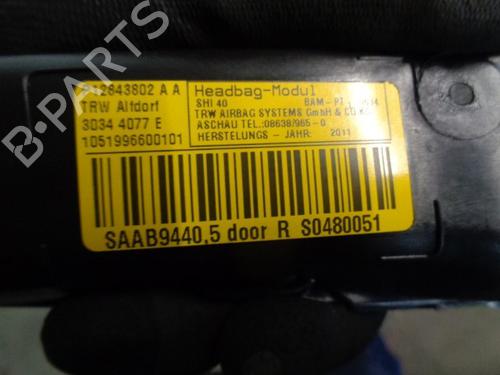 B-PARTS
12843802 A A
TRW Alfdorf
3034 4077 E
1051996600101
Headbag-Modul
SHI 40
TRW AIRBAG SYSTEMS GmbH & CO KG
ASCHAU TEL.:08638/965-0
HERSTELUNGS - JAHR: 2011
SAAB9440,5 door R S0480051